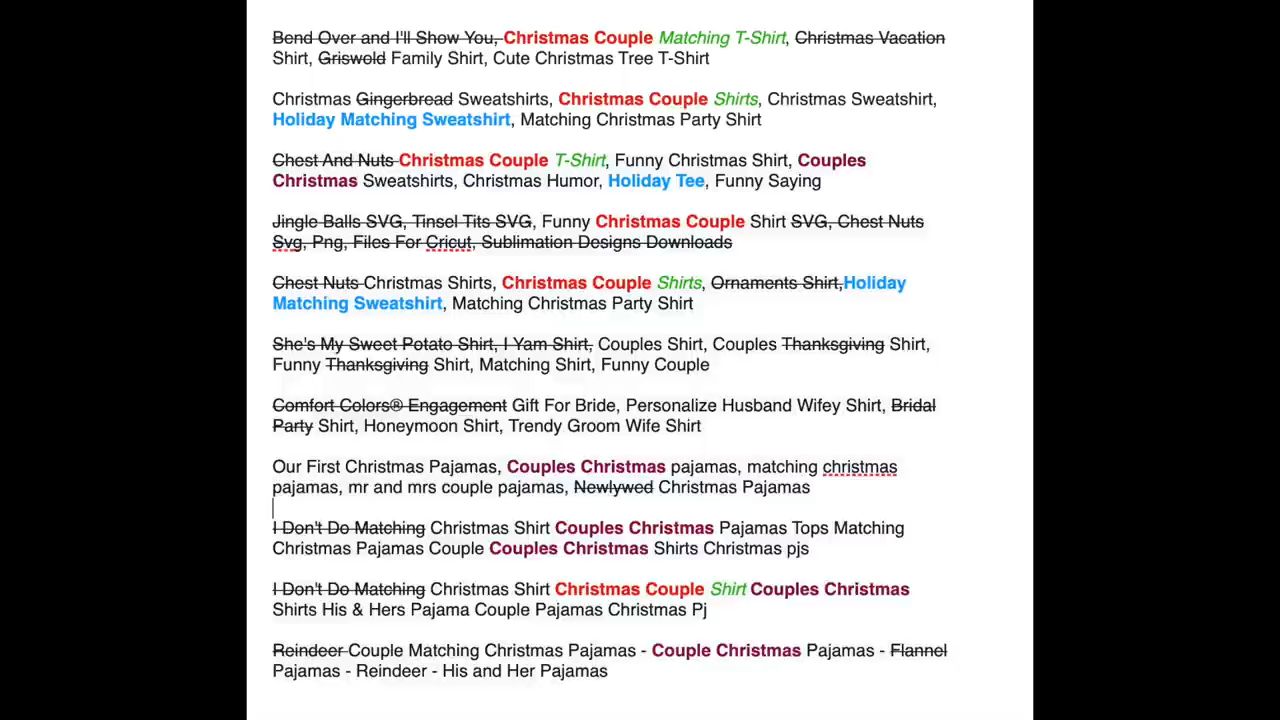 Bend Over and I'll Show You, Christmas Couple Matching T-Shirt, Christmas Vacation
Shirt, Griswold Family Shirt, Cute Christmas Tree T-Shirt
Christmas Gingerbread Sweatshirts, Christmas Couple Shirts, Christmas Sweatshirt,
Holiday Matching Sweatshirt, Matching Christmas Party Shirt
Chest And Nuts Christmas Couple T-Shirt, Funny Christmas Shirt, Couples
Christmas Sweatshirts, Christmas Humor, Holiday Tee, Funny Saying
Jingle Balls SVG, Tinsel Tits SVG, Funny Christmas Couple Shirt SVG, Chest Nuts
Svg, Png, Files For Cricut, Sublimation Designs Downloads
Chest Nuts Christmas Shirts, Christmas Couple Shirts, Ornaments Shirt,Holiday
Matching Sweatshirt, Matching Christmas Party Shirt
She's My Sweet Potato Shirt, I Yam Shirt, Couples Shirt, Couples Thanksgiving Shirt,
Funny Thanksgiving Shirt, Matching Shirt, Funny Couple
Comfort Colors® Engagement Gift For Bride, Personalize Husband Wifey Shirt, Bridal
Party Shirt, Honeymoon Shirt, Trendy Groom Wife Shirt
Our First Christmas Pajamas, Couples Christmas pajamas, matching christmas
pajamas, mr and mrs couple pajamas, Newlywed Christmas Pajamas
I Don't Do Matching Christmas Shirt Couples Christmas Pajamas Tops Matching
Christmas Pajamas Couple Couples Christmas Shirts Christmas pjs
I Don't Do Matching Christmas Shirt Christmas Couple Shirt Couples Christmas
Shirts His & Hers Pajama Couple Pajamas Christmas Pj
Reindeer Couple Matching Christmas Pajamas - Couple Christmas Pajamas - Flannel
Pajamas - Reindeer - His and Her Pajamas